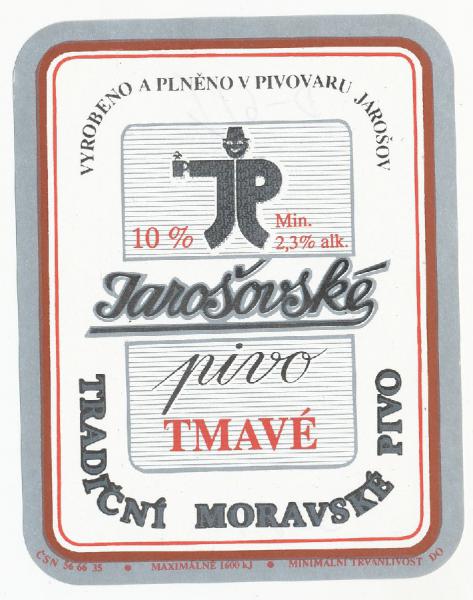 VYROBENO A PLNĚNO V PIVOVARU JAROŠOV
JP
10 %
Min.
2,3% alk.
Jarošovské
pivo
TMAVÉ
TRADIČNÍ MORAVSKÉ PIVO
ČSN 56 66 35 • MAXIMÁLNĚ 1600 kJ • MINIMÁLNÍ TRVANLIVOST DO